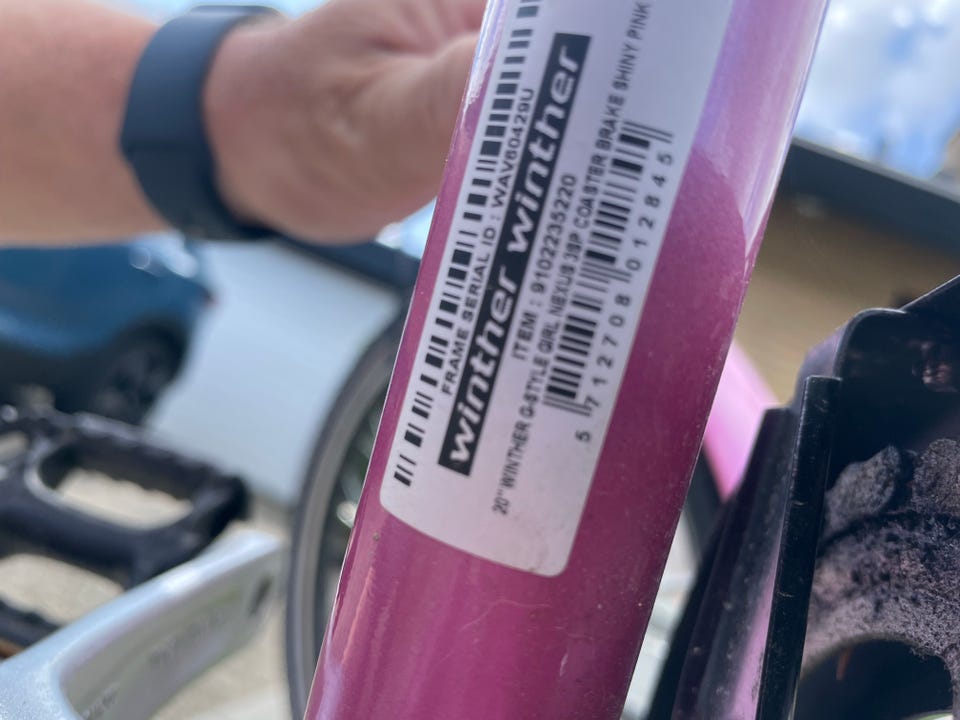 FRAME SERIAL ID : WAV60429U
winther winther
ITEM : 9102235220
20" WINTHER G-STYLE GIRL NEXUS 3SP COASTER BRAKE SHINY PINK
5 712708 012845